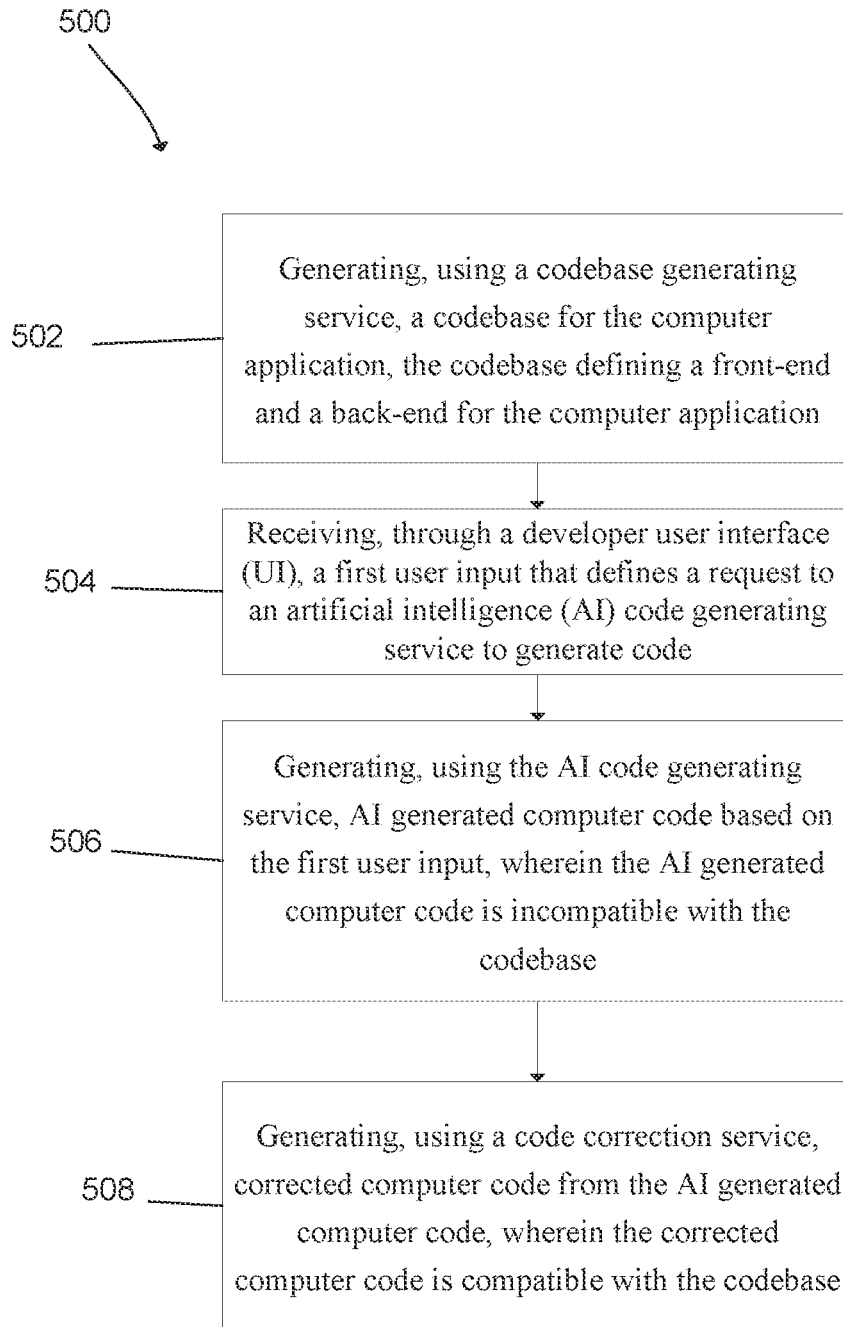 500
502
Generating, using a codebase generating
service, a codebase for the computer
application, the codebase defining a front-end
and a back-end for the computer application
504
Receiving, through a developer user interface
(UI), a first user input that defines a request to
an artificial intelligence (AI) code generating
service to generate code
506
Generating, using the AI code generating
service, AI generated computer code based on
the first user input, wherein the AI generated
computer code is incompatible with the
codebase
508
Generating, using a code correction service,
corrected computer code from the AI generated
computer code, wherein the corrected
computer code is compatible with the codebase